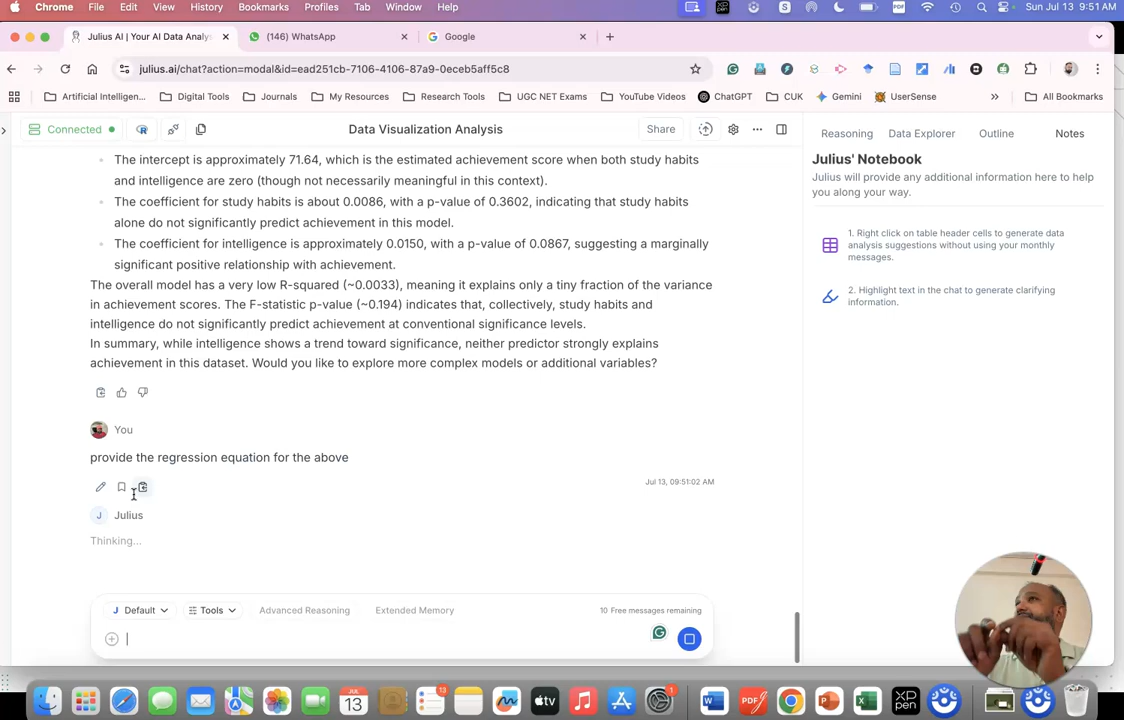 Chrome File Edit View History Bookmarks Profiles Tab Window Help Sun Jul 13 9:51 AM
Julius AI | Your AI Data Analys (146) WhatsApp Google
julius.ai/chat?action=modal&id=ead251cb-7106-4106-87a9-0eceb5aff5c8
Artificial Intelligen... Digital Tools Journals My Resources Research Tools UGC NET Exams YouTube Videos ChatGPT CUK Gemini UserSense » All Bookmarks
Connected Data Visualization Analysis Share
The intercept is approximately 71.64, which is the estimated achievement score when both study habits
and intelligence are zero (though not necessarily meaningful in this context).
The coefficient for study habits is about 0.0086, with a p-value of 0.3602, indicating that study habits
alone do not significantly predict achievement in this model.
The coefficient for intelligence is approximately 0.0150, with a p-value of 0.0867, suggesting a marginally
significant positive relationship with achievement.
The overall model has a very low R-squared (~0.0033), meaning it explains only a tiny fraction of the variance
in achievement scores. The F-statistic p-value (~0.194) indicates that, collectively, study habits and
intelligence do not significantly predict achievement at conventional significance levels.
In summary, while intelligence shows a trend toward significance, neither predictor strongly explains
achievement in this dataset. Would you like to explore more complex models or additional variables?
You
provide the regression equation for the above
Jul 13, 09:51:02 AM
J Julius
Thinking...
J Default Tools Advanced Reasoning Extended Memory 10 Free messages remaining
Reasoning Data Explorer Outline Notes
Julius' Notebook
Julius will provide any additional information here to help
you along your way.
1. Right click on table header cells to generate data
analysis suggestions without using your monthly
messages.
2. Highlight text in the chat to generate clarifying
information.
JUL
13
13
tv
1
W
PDF
P
X
XP
PEN